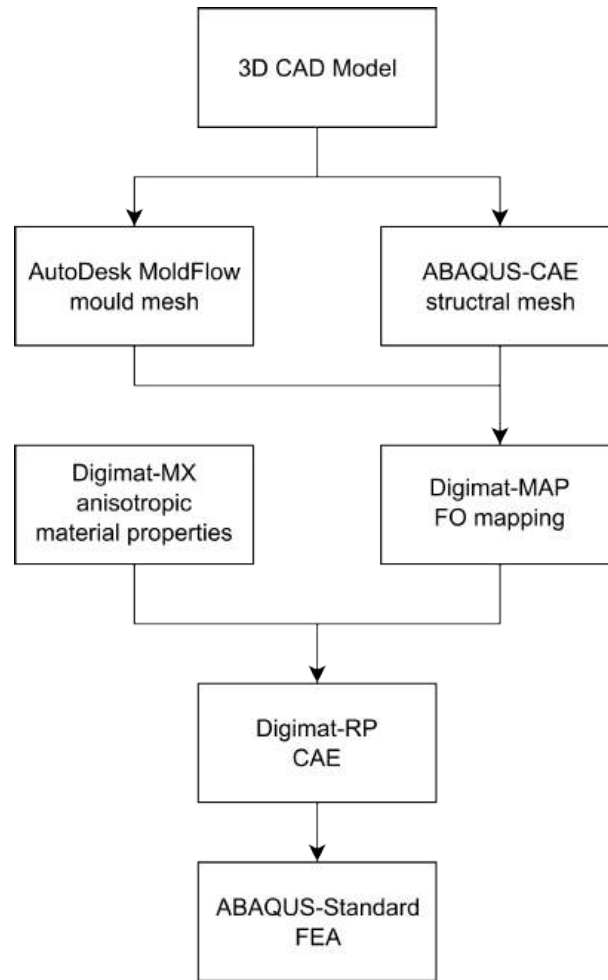 3D CAD Model
AutoDesk MoldFlow
mould mesh
ABAQUS-CAE
structral mesh
Digimat-MX
anisotropic
material properties
Digimat-MAP
FO mapping
Digimat-RP
CAE
ABAQUS-Standard
FEA